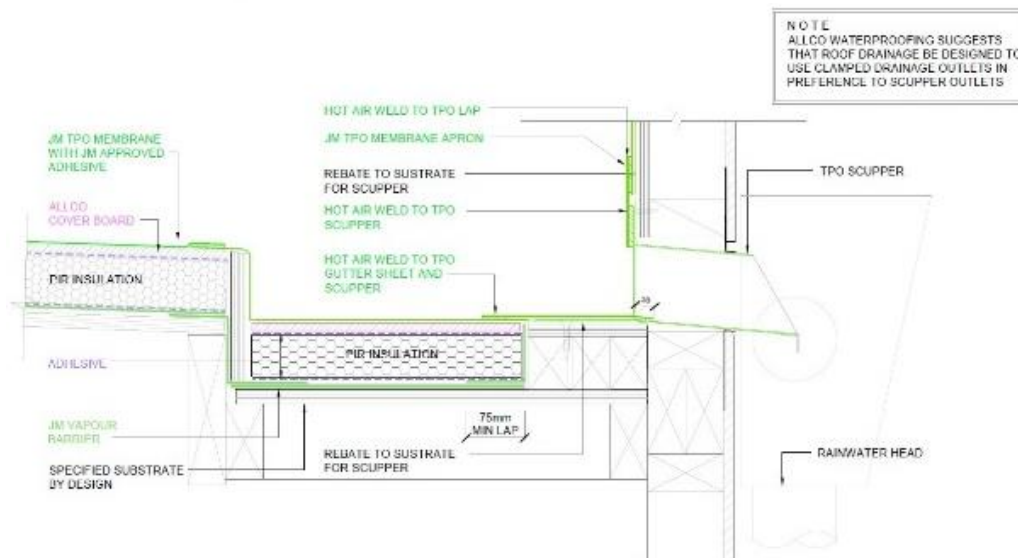 NOTE
ALLCO WATERPROOFING SUGGESTS
THAT ROOF DRAINAGE BE DESIGNED TO
USE CLAMPED DRAINAGE OUTLETS IN
PREFERENCE TO SCUPPER OUTLETS
HOT AIR WELD TO TPO LAP
JM TPO MEMBRANE APRON
REBATE TO SUSTRATE
FOR SCUPPER
HOT AIR WELD TO TPO
SCUPPER
HOT AIR WELD TO TPO
GUTTER SHEET AND
SCUPPER
JM TPO MEMBRANE
WITH JM APPROVED
ADHESIVE
ALLCO
COVER BOARD
TPO SCUPPER
PIR INSULATION
PIR INSULATION
ADHESIVE
75mm
MIN LAP
JM VAPOUR
BARRIER
REBATE TO SUSTRATE
FOR SCUPPER
SPECIFIED SUBSTRATE
BY DESIGN
RAINWATER HEAD